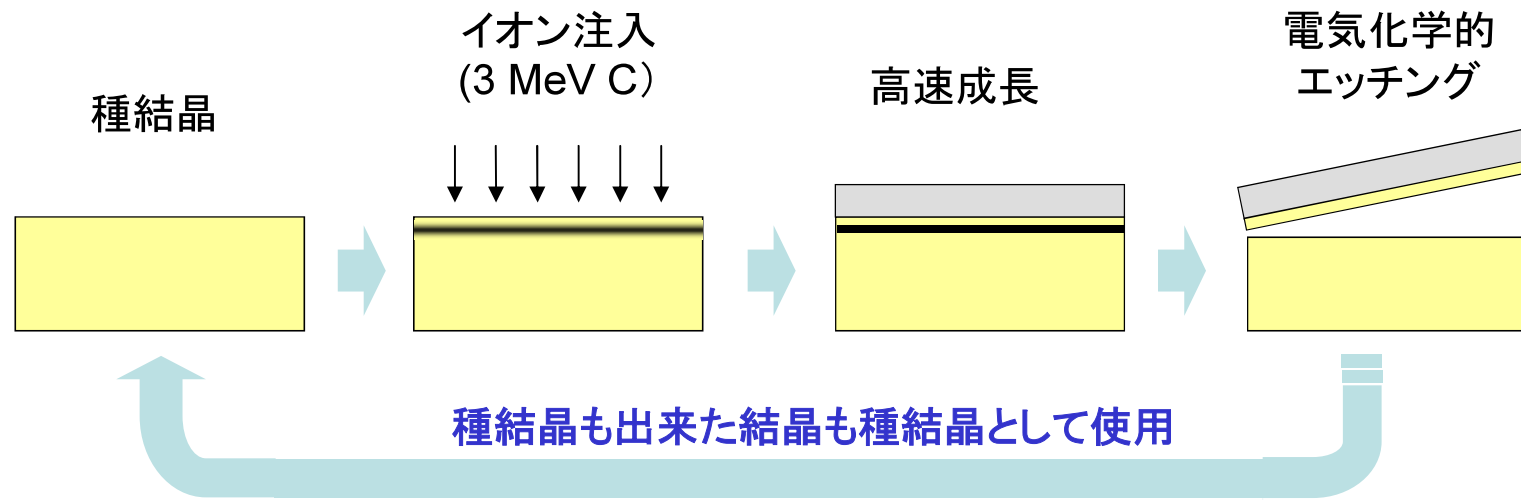 種結晶
イオン注入
(3 MeV C)
高速成長
電気化学的
エッチング
種結晶も出来た結晶も種結晶として使用